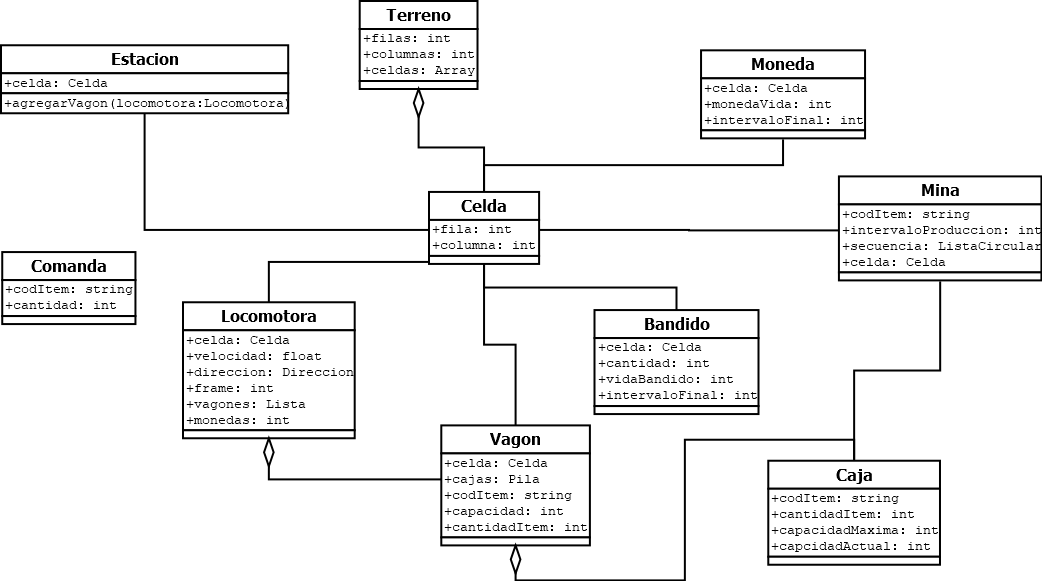 Terreno
+filas: int
+columnas: int
+celdas: Array
Estacion
+celda: Celda
+agregarVagon(locomotora:Locomotora)
Moneda
+celda: Celda
+monedaVida: int
+intervaloFinal: int
Celda
+fila: int
+columna: int
Mina
+codItem: string
+intervaloProduccion: int
+secuencia: ListaCircular
+celda: Celda
Comanda
+codItem: string
+cantidad: int
Locomotora
+celda: Celda
+velocidad: float
+direccion: Direccion
+frame: int
+vagones: Lista
+monedas: int
Bandido
+celda: Celda
+cantidad: int
+vidaBandido: int
+intervaloFinal: int
Vagon
+celda: Celda
+cajas: Pila
+codItem: string
+capacidad: int
+cantidadItem: int
Caja
+codItem: string
+cantidadItem: int
+capacidadMaxima: int
+capcidadActual: int